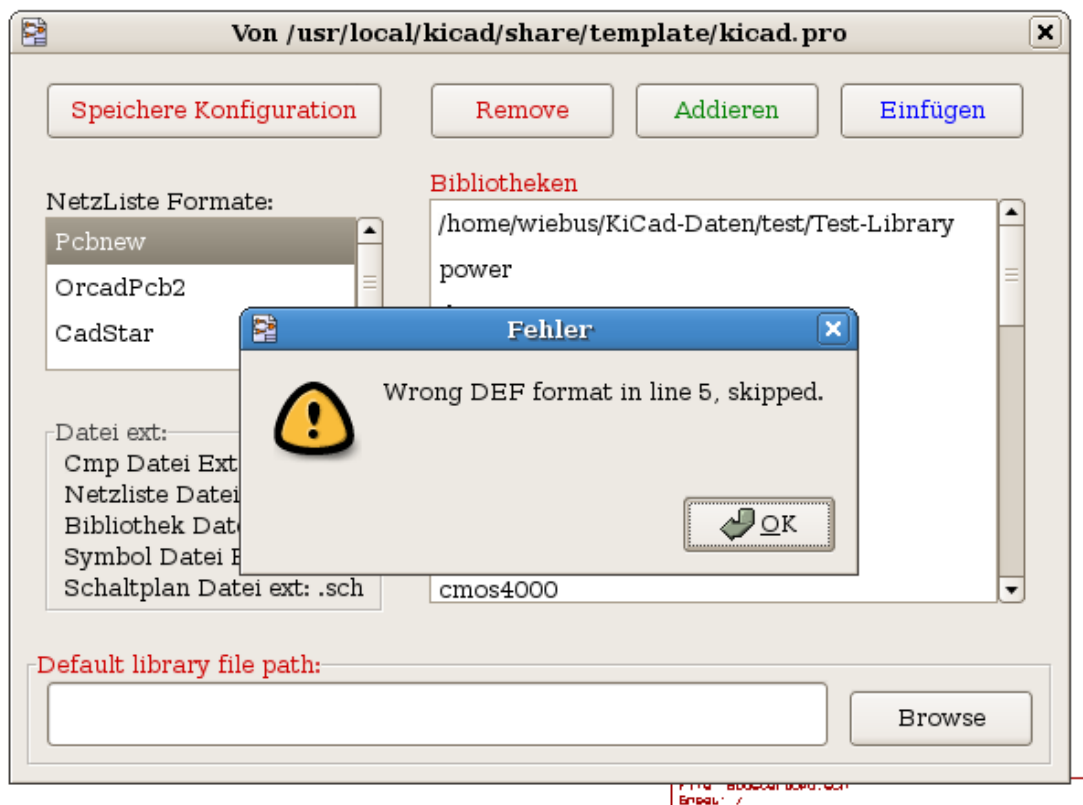 Von /usr/local/kicad/share/template/kicad.pro
Speichere Konfiguration
Remove
Addieren
Einfügen
NetzListe Formate:
Pcbnew
OrcadPcb2
CadStar
Bibliotheken
/home/wiebus/KiCad-Daten/test/Test-Library
power
cmos4000
Fehler
Wrong DEF format in line 5, skipped.
OK
Datei ext:
Cmp Datei Ext
Netzliste Datei
Bibliothek Date
Symbol Datei
Schaltplan Datei ext: .sch
Default library file path:
Browse